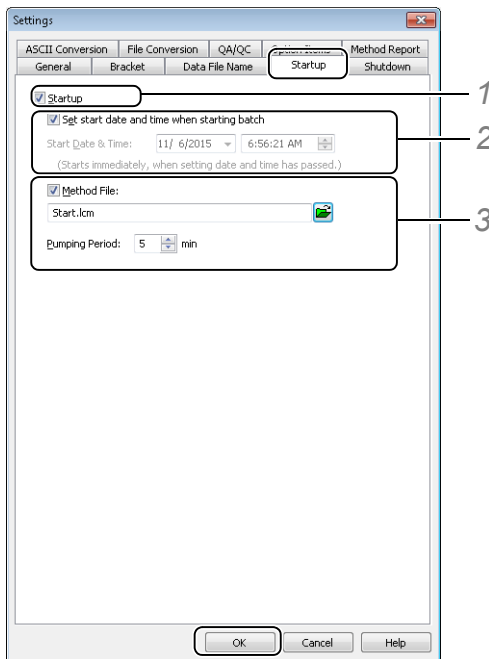 Settings
ASCII Conversion File Conversion QA/QC Option Items Method Report
General Bracket Data File Name Startup Shutdown
Startup 1
Set start date and time when starting batch
Start Date & Time: 11/ 6/2015 6:56:21 AM 2
(Starts immediately, when setting date and time has passed.)
Method File:
Start.lcm 3
Pumping Period: 5 min
OK Cancel Help